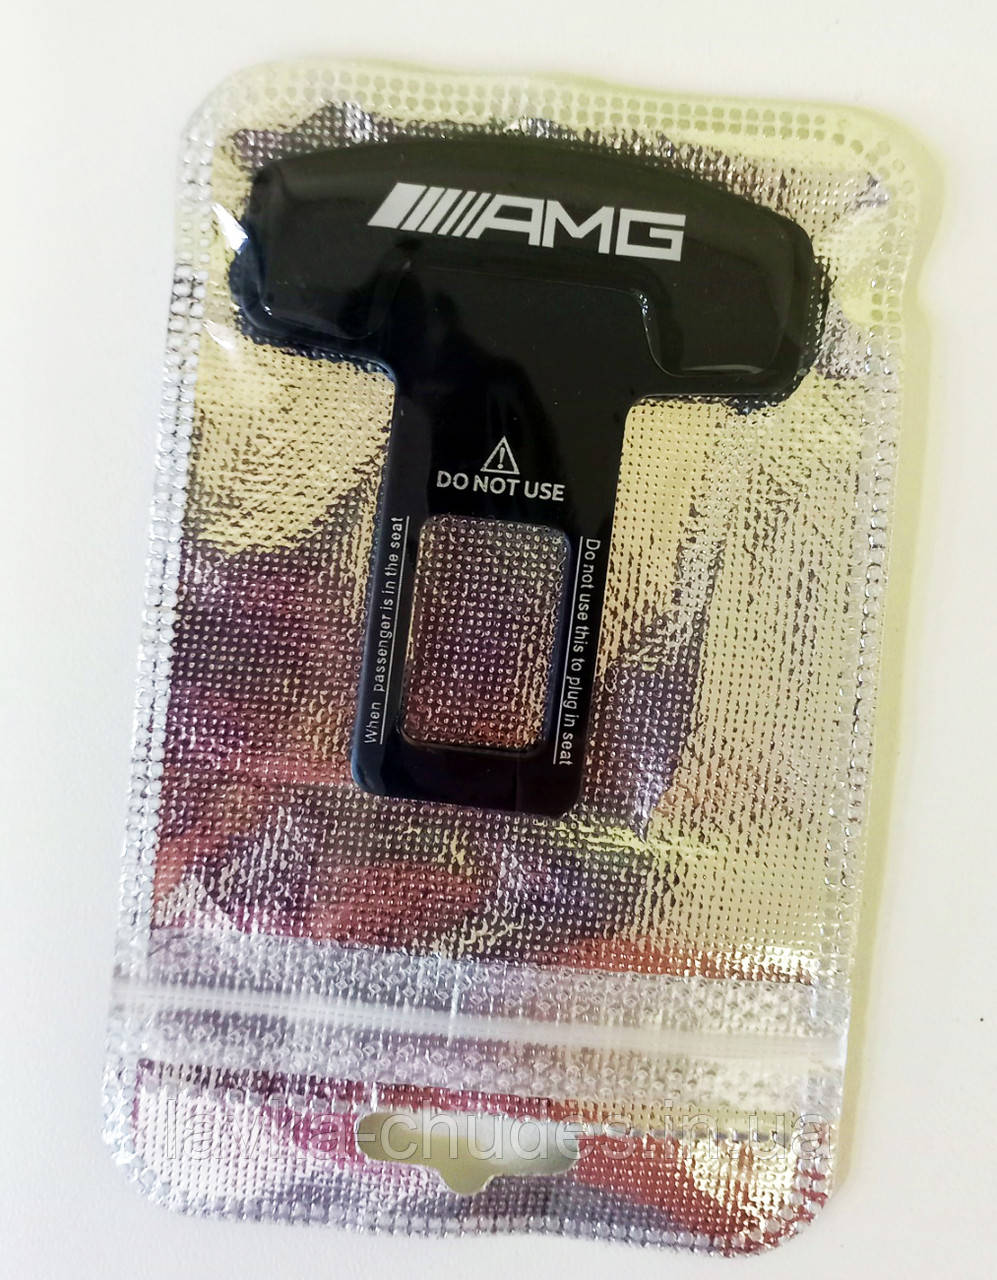 AMG
DO NOT USE
When passenger is in the seat
Do not use this to plug in seat
lavka-chudes.in.ua